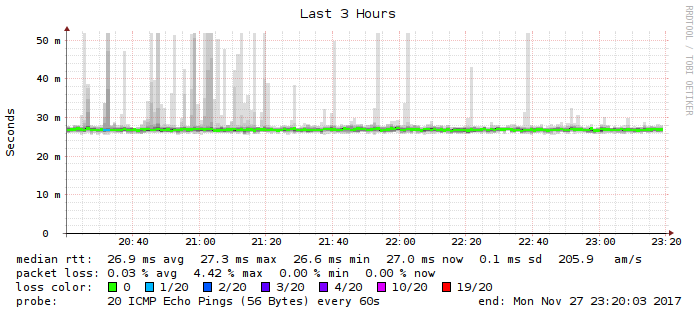 Last 3 Hours
RRDTOOL / TOBI OETIKER
Seconds
50 m
40 m
30 m
20 m
10 m
0
20:40 21:00 21:20 21:40 22:00 22:20 22:40 23:00 23:20
median rtt: 26.9 ms avg 27.3 ms max 26.6 ms min 27.0 ms now 0.1 ms sd 205.9 am/s
packet loss: 0.03 % avg 4.42 % max 0.00 % min 0.00 % now
loss color: 0 1/20 2/20 3/20 4/20 10/20 19/20
probe: 20 ICMP Echo Pings (56 Bytes) every 60s end: Mon Nov 27 23:20:03 2017